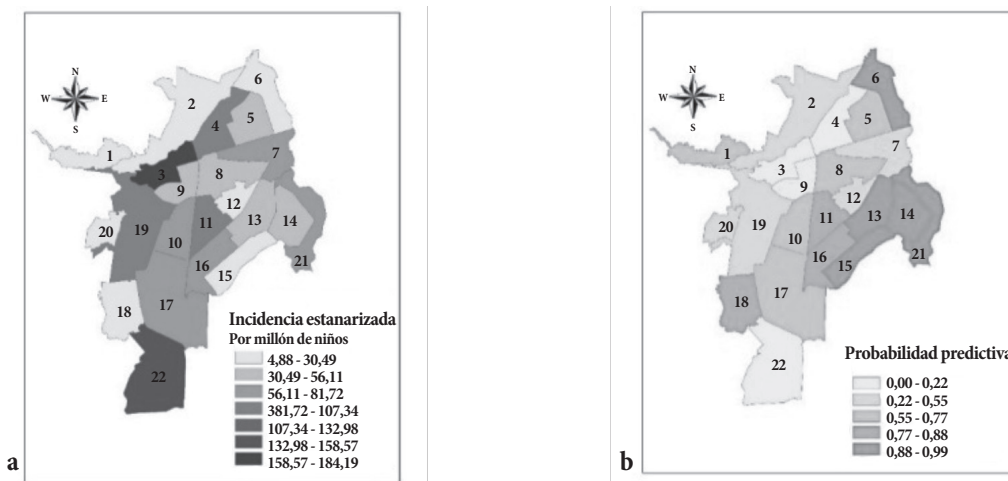 N
W E
S
6
2
5
4
7
1
3
8
9
12
13
14
11
20
19
10
16
21
15
17
18
22
Incidencia estanarizada
Por millón de niños
4,88 - 30,49
30,49 - 56,11
56,11 - 81,72
381,72 - 107,34
107,34 - 132,98
132,98 - 158,57
158,57 - 184,19
a
N
W E
S
6
2
5
4
7
1
3
8
9
12
13
14
11
20
19
10
16
21
15
17
18
22
Probabilidad predictiva
0,00 - 0,22
0,22 - 0,55
0,55 - 0,77
0,77 - 0,88
0,88 - 0,99
b